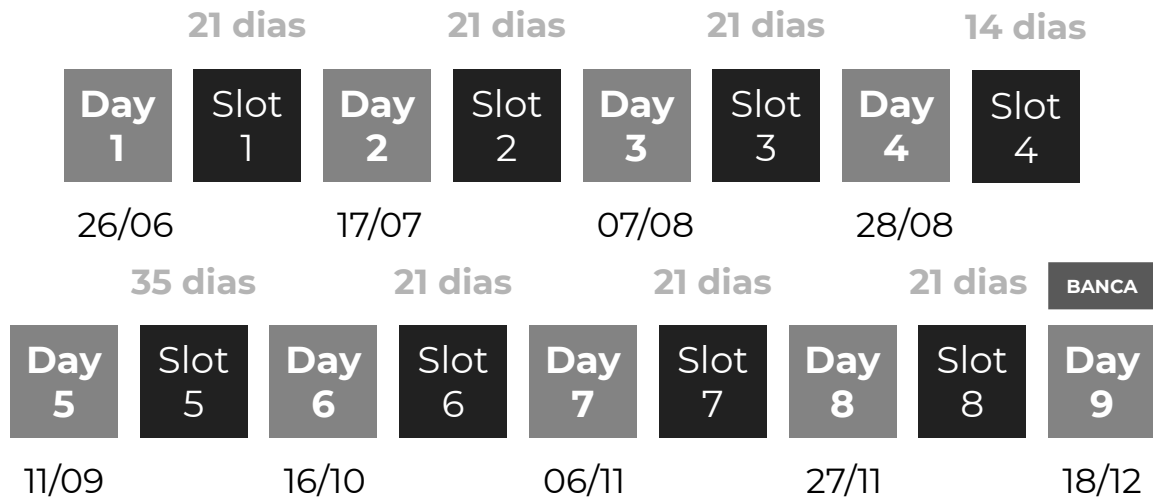 21 dias 21 dias 21 dias 14 dias
Day Slot Day Slot Day Slot Day Slot
1 1 2 2 3 3 4 4
26/06 17/07 07/08 28/08
35 dias 21 dias 21 dias 21 dias BANCA
Day Slot Day Slot Day Slot Day Slot Day
5 5 6 6 7 7 8 8 9
11/09 16/10 06/11 27/11 18/12